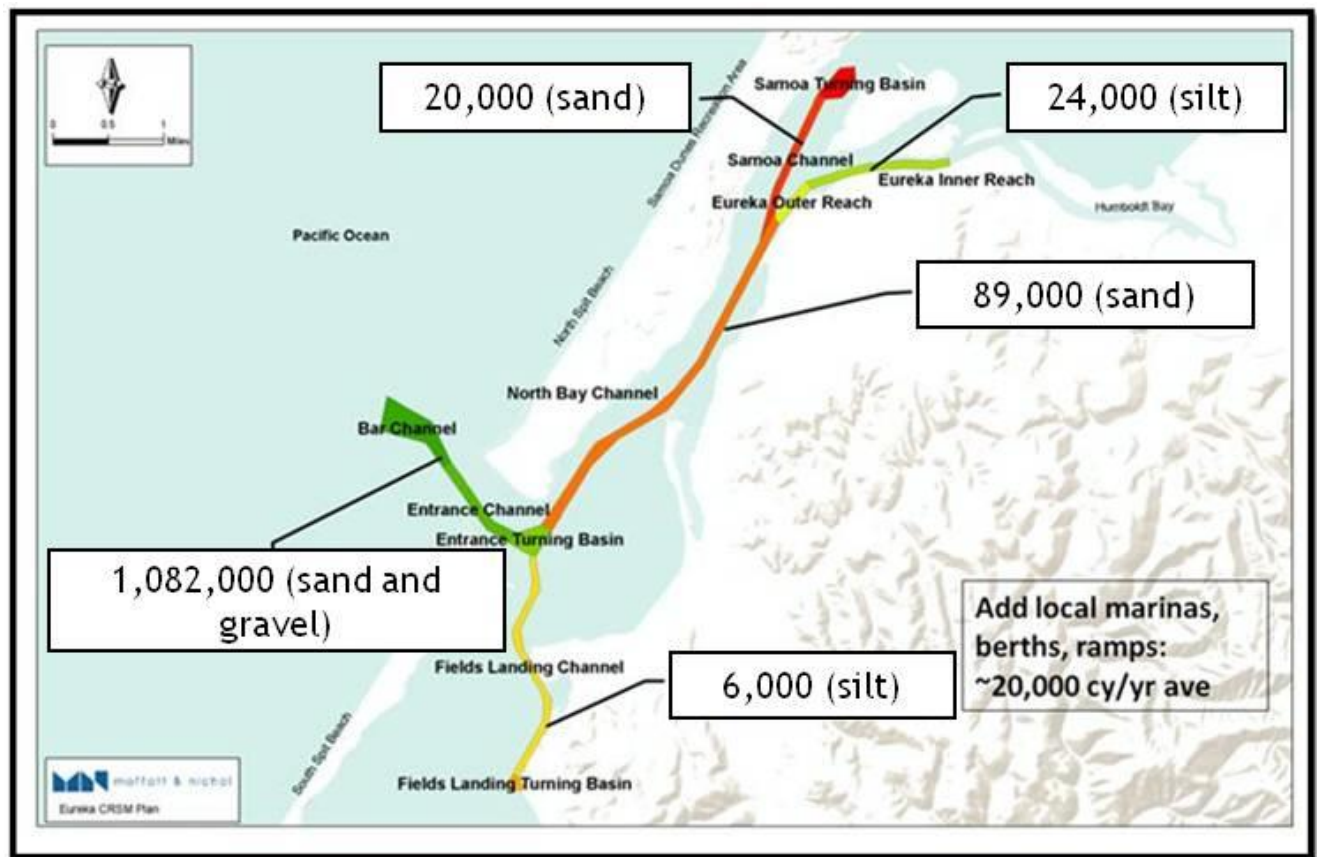 0
0.5
1
Miles
20,000 (sand)
Samoa Turning Basin
24,000 (silt)
Samoa Dunes Recreation Area
Samoa Channel
Eureka Inner Reach
Eureka Outer Reach
Humboldt Bay
Pacific Ocean
89,000 (sand)
North Spit Beach
North Bay Channel
Bar Channel
Entrance Channel
Entrance Turning Basin
1,082,000 (sand and
gravel)
Add local marinas,
berths, ramps:
~20,000 cy/yr ave
Fields Landing Channel
6,000 (silt)
South Spit Beach
Fields Landing Turning Basin
moffatt & nichol
Eureka CRSM Plan